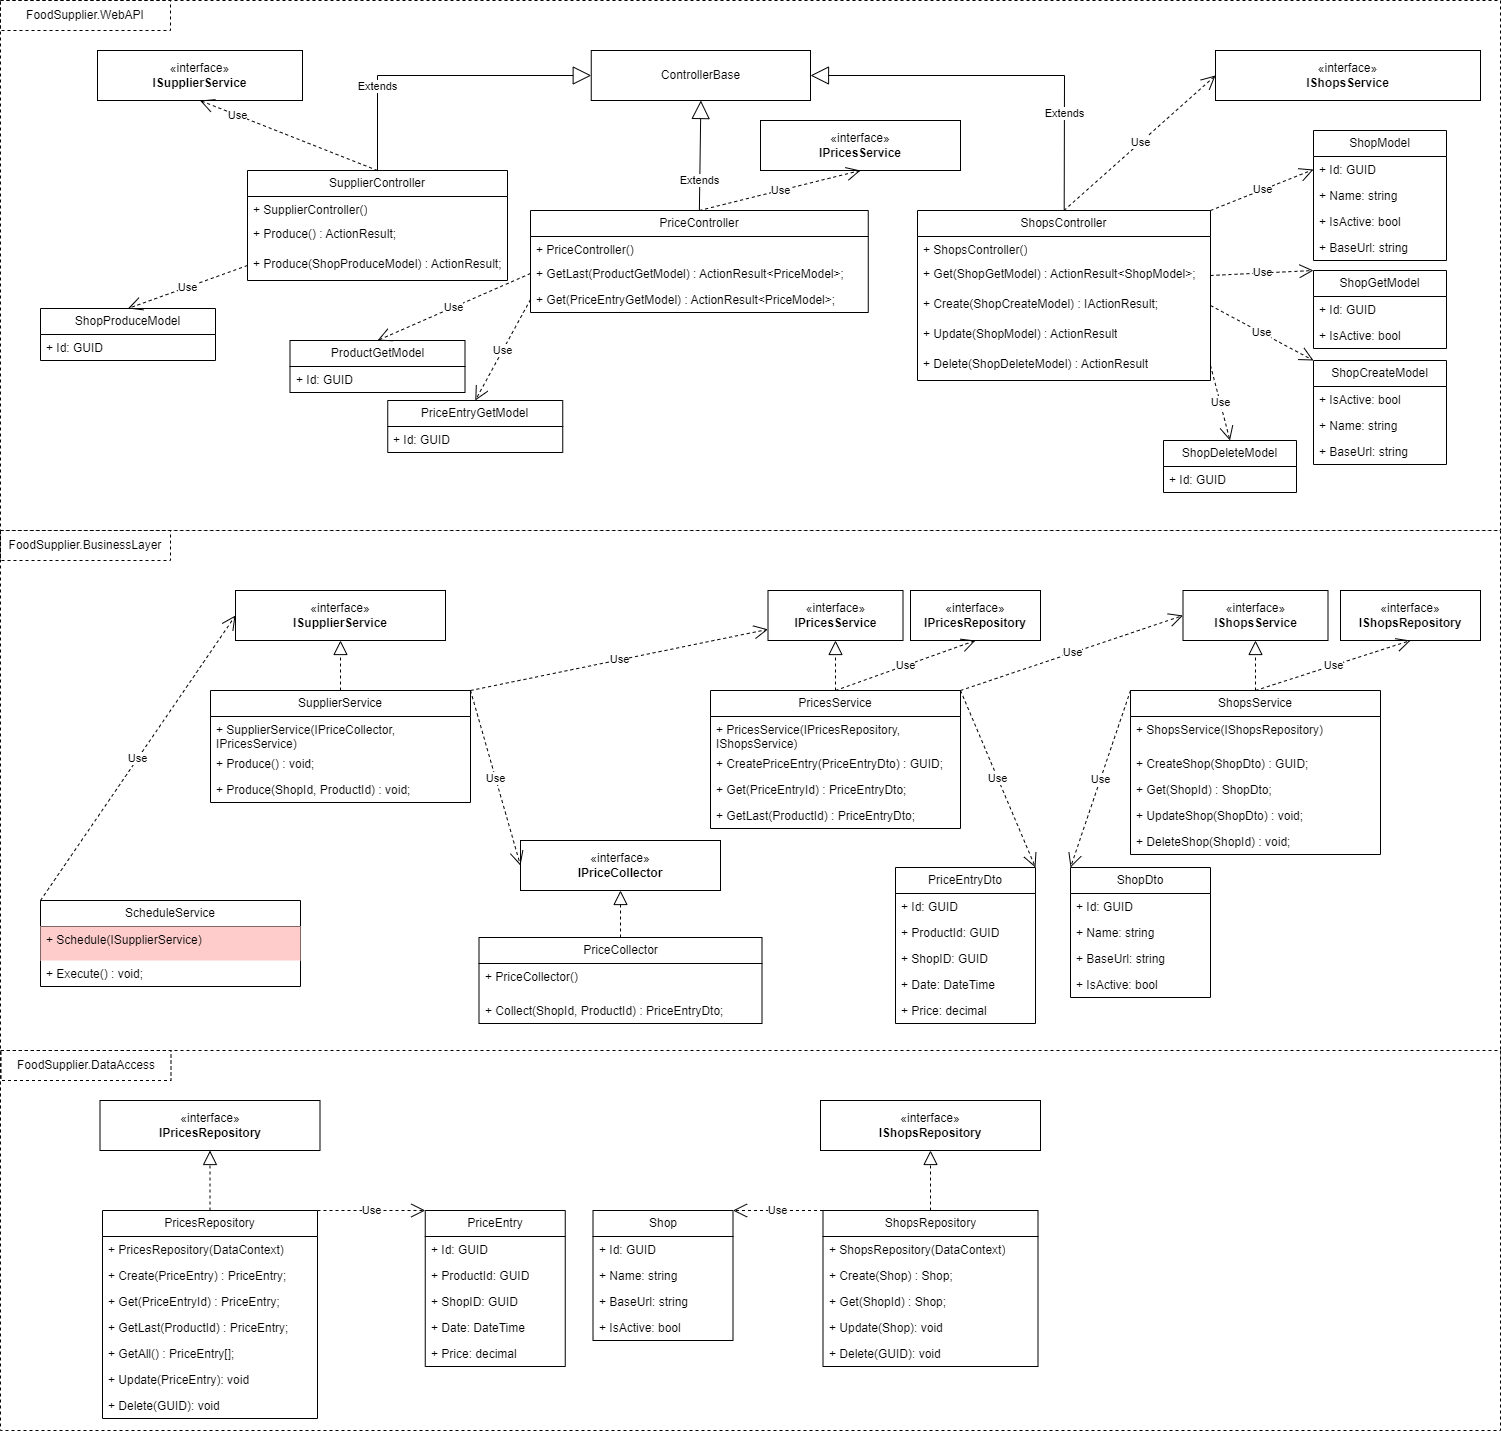 FoodSupplier.WebAPI
«interface»
ISupplierService
ControllerBase
«interface»
IShopsService
Extends
Use
Extends
Use
«interface»
IPricesService
ShopModel
+ Id: GUID
+ Name: string
+ IsActive: bool
+ BaseUrl: string
Extends
Use
Use
SupplierController
+ SupplierController()
+ Produce() : ActionResult;
+ Produce(ShopProduceModel) : ActionResult;
PriceController
+ PriceController()
+ GetLast(ProductGetModel) : ActionResult<PriceModel>;
+ Get(PriceEntryGetModel) : ActionResult<PriceModel>;
ShopsController
+ ShopsController()
+ Get(ShopGetModel) : ActionResult<ShopModel>;
+ Create(ShopCreateModel) : IActionResult;
+ Update(ShopModel) : ActionResult
+ Delete(ShopDeleteModel) : ActionResult
Use
ShopGetModel
+ Id: GUID
+ IsActive: bool
Use
Use
Use
Use
ShopProduceModel
+ Id: GUID
ProductGetModel
+ Id: GUID
PriceEntryGetModel
+ Id: GUID
ShopCreateModel
+ IsActive: bool
+ Name: string
+ BaseUrl: string
Use
ShopDeleteModel
+ Id: GUID
FoodSupplier.BusinessLayer
«interface»
ISupplierService
«interface»
IPricesService
«interface»
IPricesRepository
«interface»
IShopsService
«interface»
IShopsRepository
Use
Use
Use
Use
SupplierService
+ SupplierService(IPriceCollector,
IPricesService)
+ Produce() : void;
+ Produce(ShopId, ProductId) : void;
PricesService
+ PricesService(IPricesRepository,
IShopsService)
+ CreatePriceEntry(PriceEntryDto) : GUID;
+ Get(PriceEntryId) : PriceEntryDto;
+ GetLast(ProductId) : PriceEntryDto;
ShopsService
+ ShopsService(IShopsRepository)
+ CreateShop(ShopDto) : GUID;
+ Get(ShopId) : ShopDto;
+ UpdateShop(ShopDto) : void;
+ DeleteShop(ShopId) : void;
Use
Use
Use
Use
«interface»
IPriceCollector
PriceEntryDto
+ Id: GUID
+ ProductId: GUID
+ ShopID: GUID
+ Date: DateTime
+ Price: decimal
ShopDto
+ Id: GUID
+ Name: string
+ BaseUrl: string
+ IsActive: bool
ScheduleService
+ Schedule(ISupplierService)
+ Execute() : void;
PriceCollector
+ PriceCollector()
+ Collect(ShopId, ProductId) : PriceEntryDto;
FoodSupplier.DataAccess
«interface»
IPricesRepository
«interface»
IShopsRepository
Use
Use
PricesRepository
+ PricesRepository(DataContext)
+ Create(PriceEntry) : PriceEntry;
+ Get(PriceEntryId) : PriceEntry;
+ GetLast(ProductId) : PriceEntry;
+ GetAll() : PriceEntry[];
+ Update(PriceEntry): void
+ Delete(GUID): void
PriceEntry
+ Id: GUID
+ ProductId: GUID
+ ShopID: GUID
+ Date: DateTime
+ Price: decimal
Shop
+ Id: GUID
+ Name: string
+ BaseUrl: string
+ IsActive: bool
ShopsRepository
+ ShopsRepository(DataContext)
+ Create(Shop) : Shop;
+ Get(ShopId) : Shop;
+ Update(Shop): void
+ Delete(GUID): void